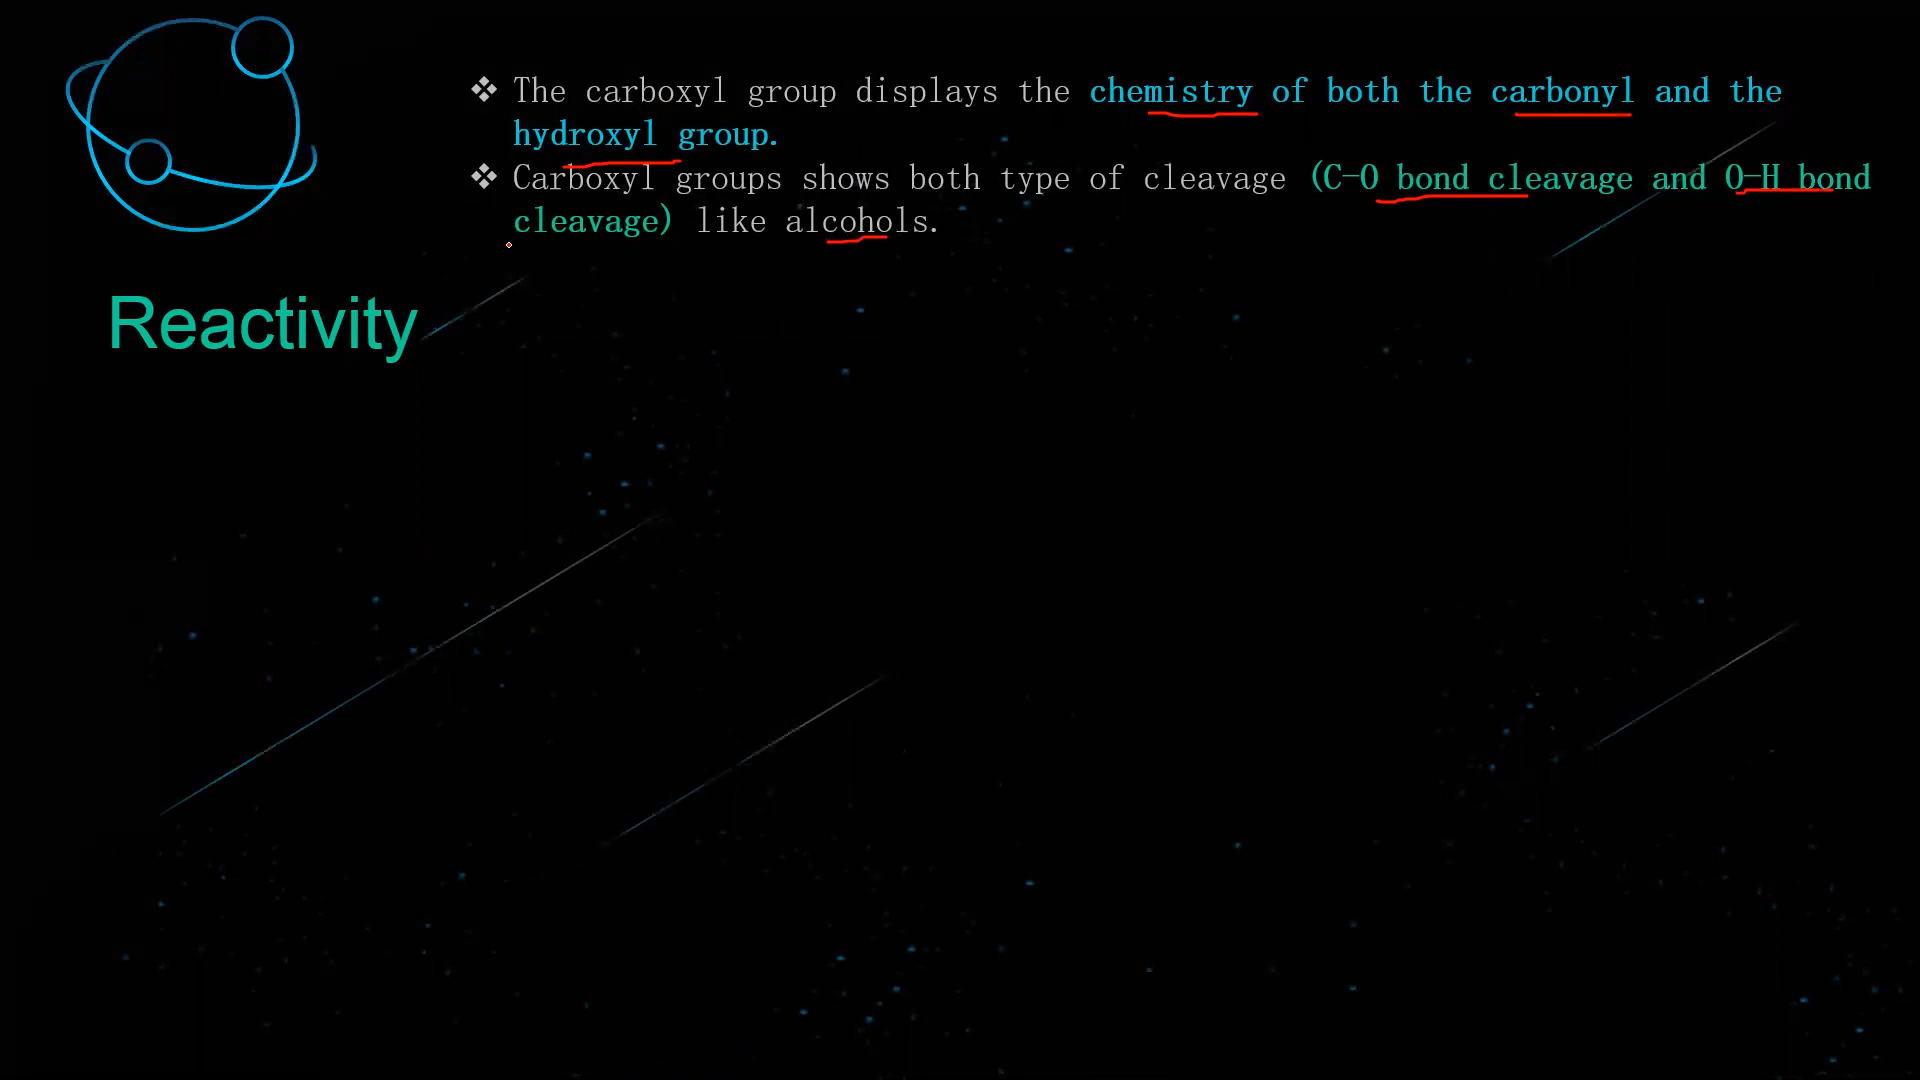 The carboxyl group displays the chemistry of both the carbonyl and the
hydroxyl group.
Carboxyl groups shows both type of cleavage (C-O bond cleavage and O-H bond
cleavage) like alcohols.
Reactivity